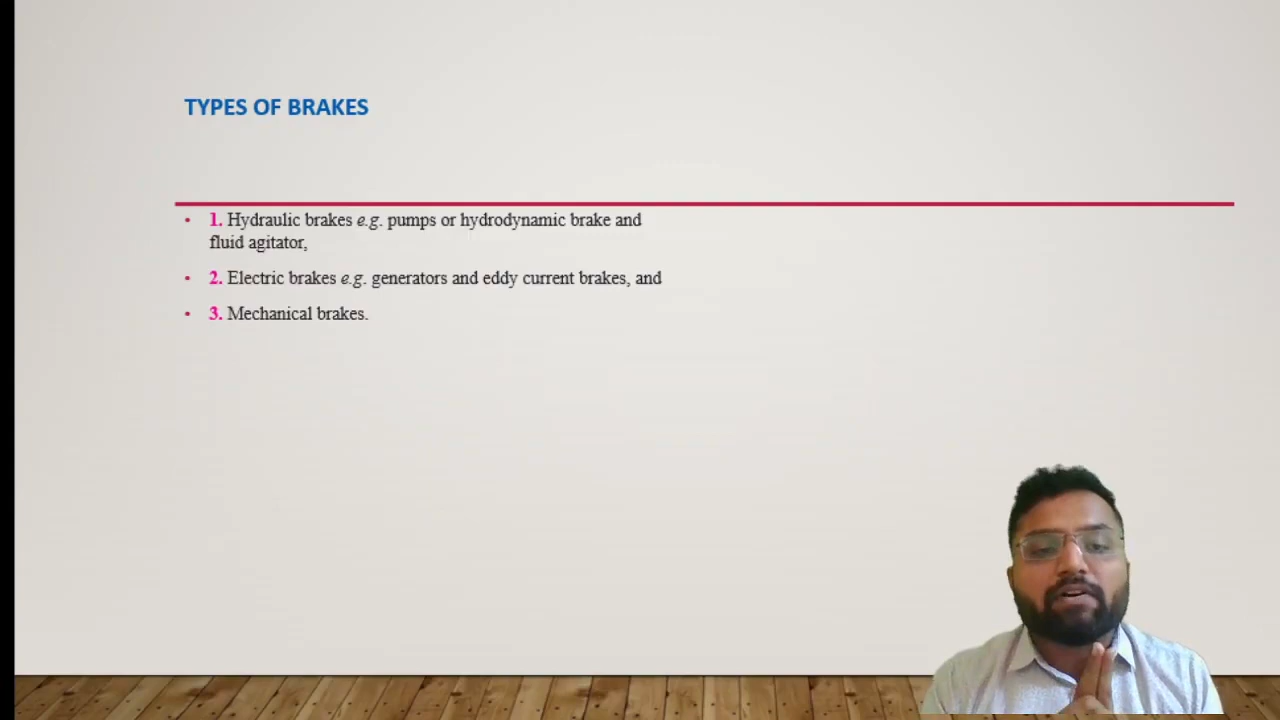 TYPES OF BRAKES
• 1. Hydraulic brakes e.g. pumps or hydrodynamic brake and
fluid agitator,
• 2. Electric brakes e.g. generators and eddy current brakes, and
• 3. Mechanical brakes.